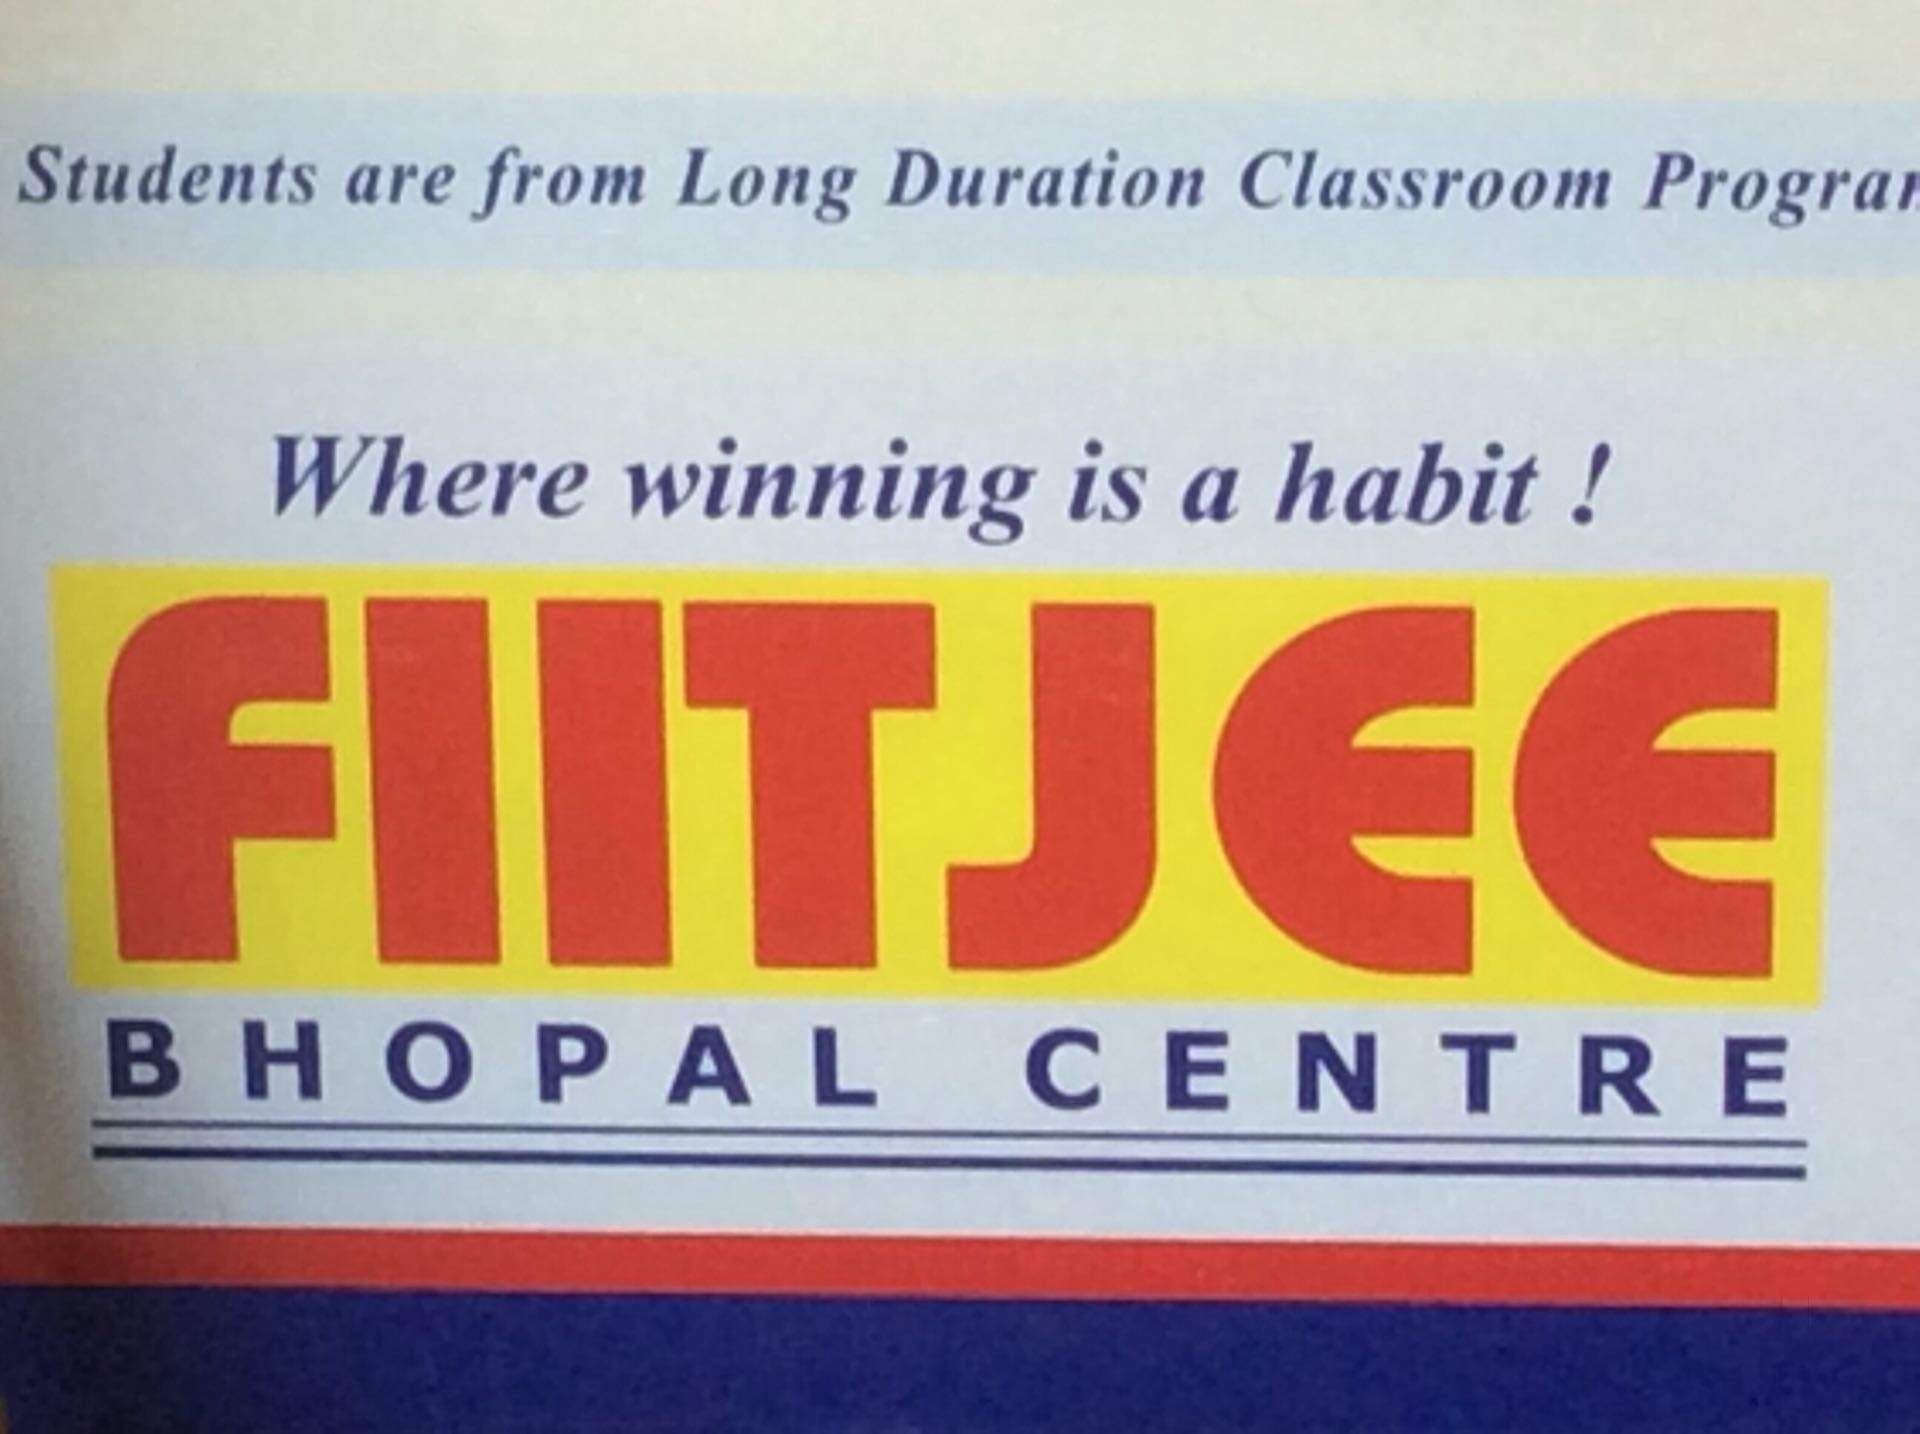 Students are from Long Duration Classroom
Where winning is a habit !
FIITJEE
BHOPAL CENTRE